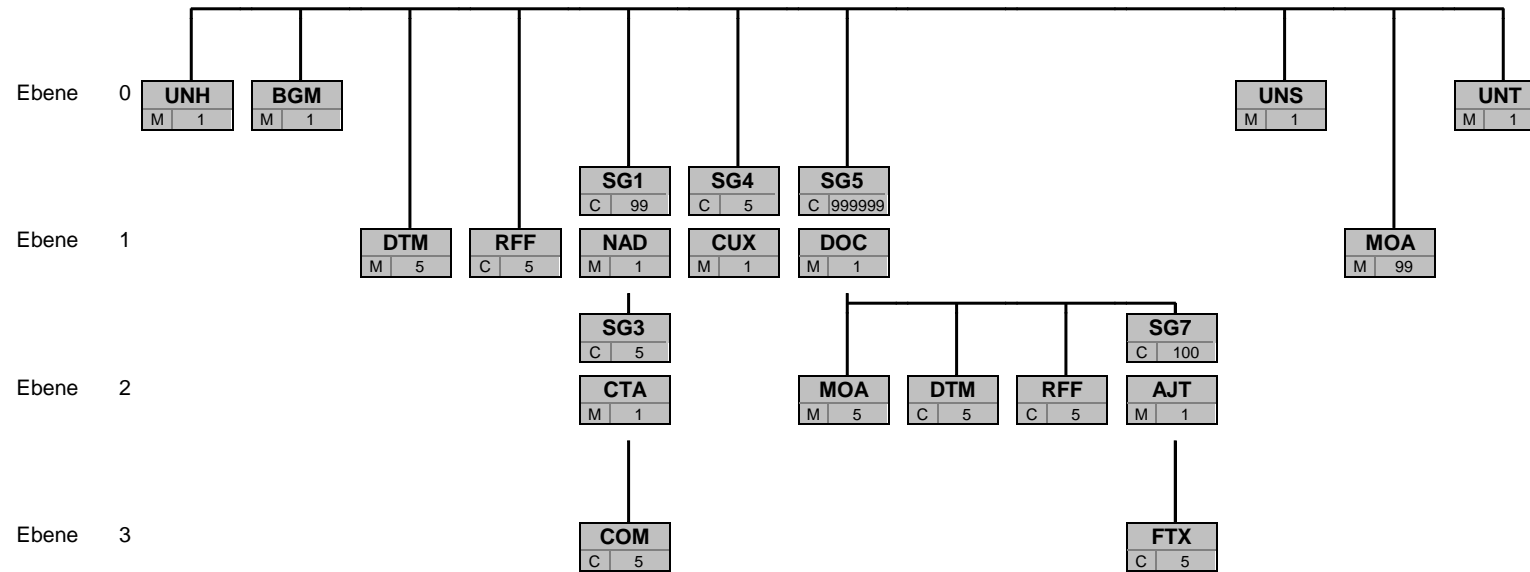 Ebene 0 UNH BGM UNS UNT
M 1 M 1 M 1 M 1
SG1 SG4 SG5
C 99 C 5 C 999999
Ebene 1 DTM RFF NAD CUX DOC MOA
M 5 C 5 M 1 M 1 M 1 M 99
SG3 SG7
C 5 C 100
Ebene 2 CTA MOA DTM RFF AJT
M 1 M 5 C 5 C 5 M 1
Ebene 3 COM FTX
C 5 C 5